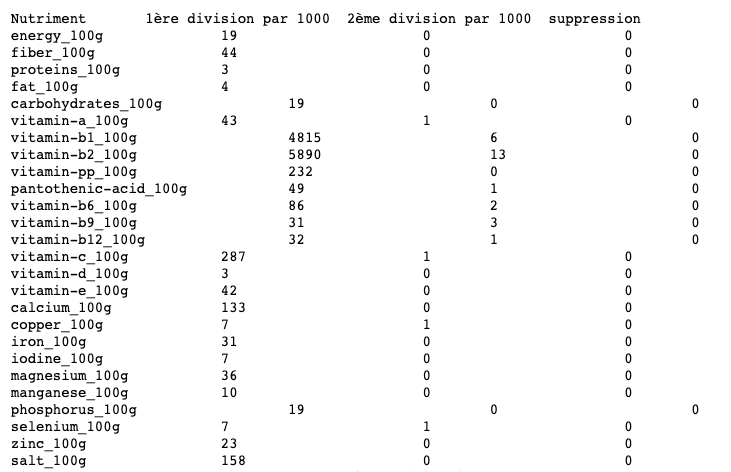 Nutriment 1ère division par 1000 2ème division par 1000 suppression
energy_100g 19 0 0
fiber_100g 44 0 0
proteins_100g 3 0 0
fat_100g 4 0 0
carbohydrates_100g 19 0 0
vitamin-a_100g 43 1 0
vitamin-b1_100g 4815 6 0
vitamin-b2_100g 5890 13 0
vitamin-pp_100g 232 0 0
pantothenic-acid_100g 49 1 0
vitamin-b6_100g 86 2 0
vitamin-b9_100g 31 3 0
vitamin-b12_100g 32 1 0
vitamin-c_100g 287 1 0
vitamin-d_100g 3 0 0
vitamin-e_100g 42 0 0
calcium_100g 133 0 0
copper_100g 7 1 0
iron_100g 31 0 0
iodine_100g 7 0 0
magnesium_100g 36 0 0
manganese_100g 10 0 0
phosphorus_100g 19 0 0
selenium_100g 7 1 0
zinc_100g 23 0 0
salt_100g 158 0 0